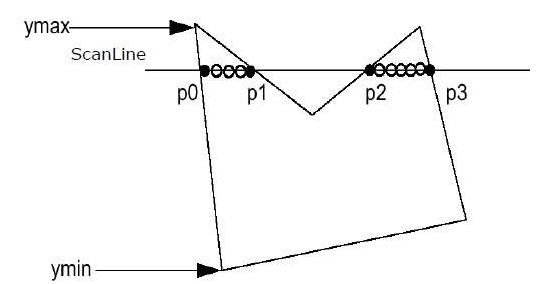 ymax
ScanLine
p0 p1 p2 p3
ymin